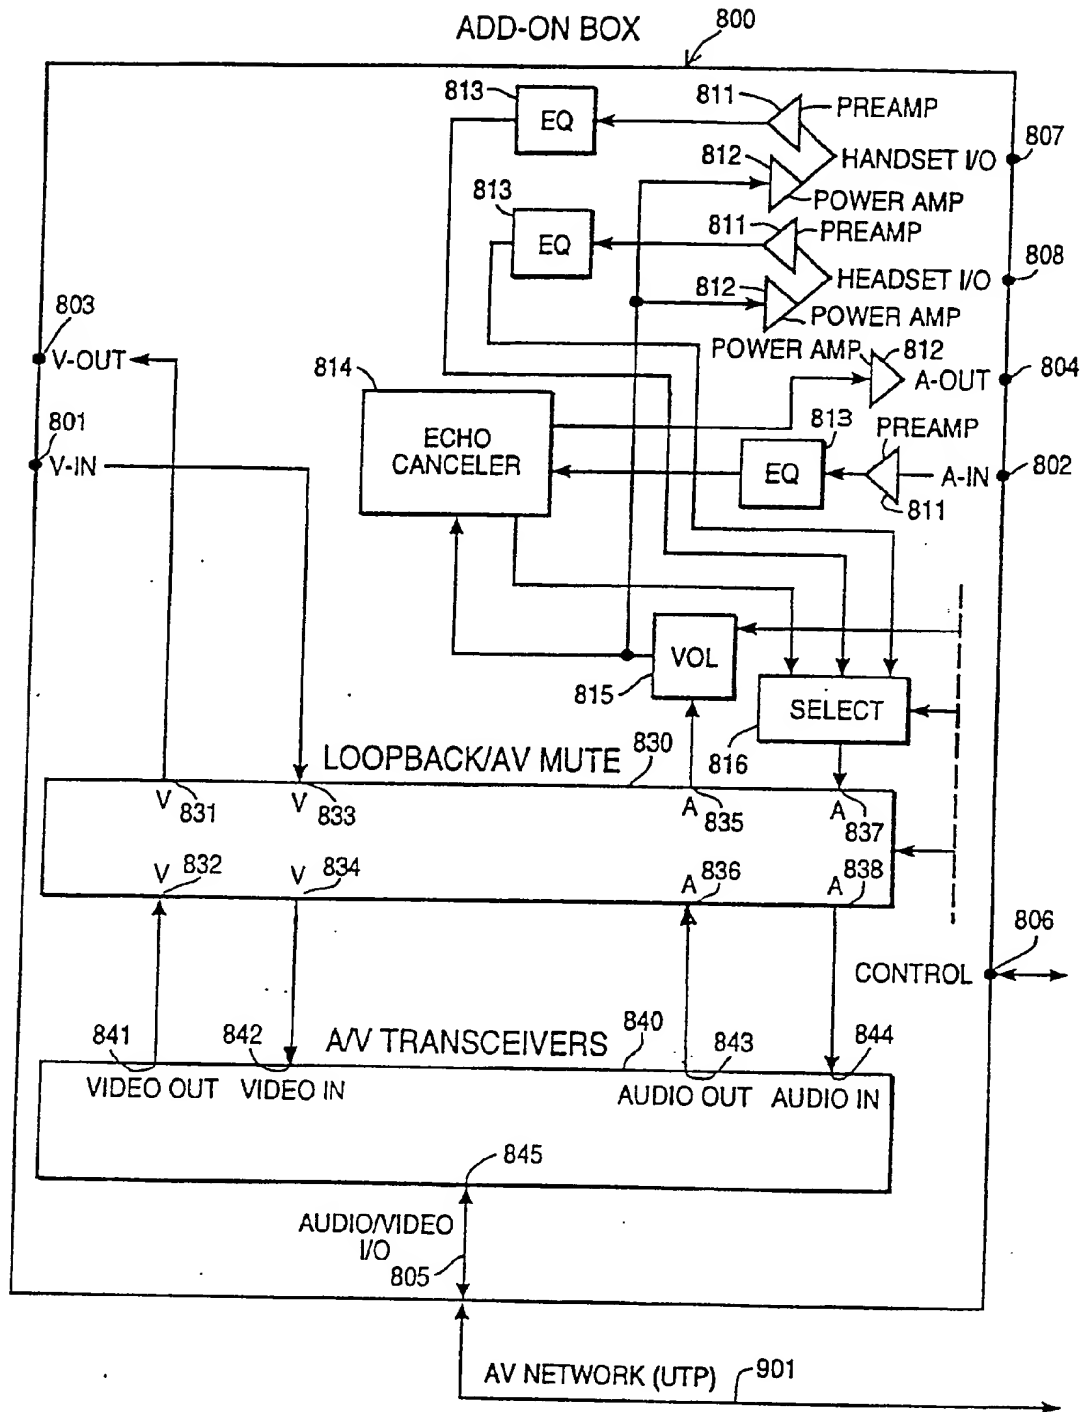 ADD-ON BOX
800
813
EQ
811
PREAMP
807
HANDSET I/O
812
POWER AMP
813
EQ
811
PREAMP
808
HEADSET I/O
812
POWER AMP
803
V-OUT
POWER AMP
812
A-OUT
804
814
ECHO
CANCELER
801
V-IN
813
EQ
PREAMP
A-IN
802
811
VOL
815
SELECT
816
LOOPBACK/AV MUTE
830
V
831
V
833
A
835
A
837
V
832
V
834
A
836
A
838
806
CONTROL
A/V TRANSCEIVERS
840
841
VIDEO OUT
842
VIDEO IN
843
AUDIO OUT
844
AUDIO IN
845
AUDIO/VIDEO
I/O
805
AV NETWORK (UTP)
901